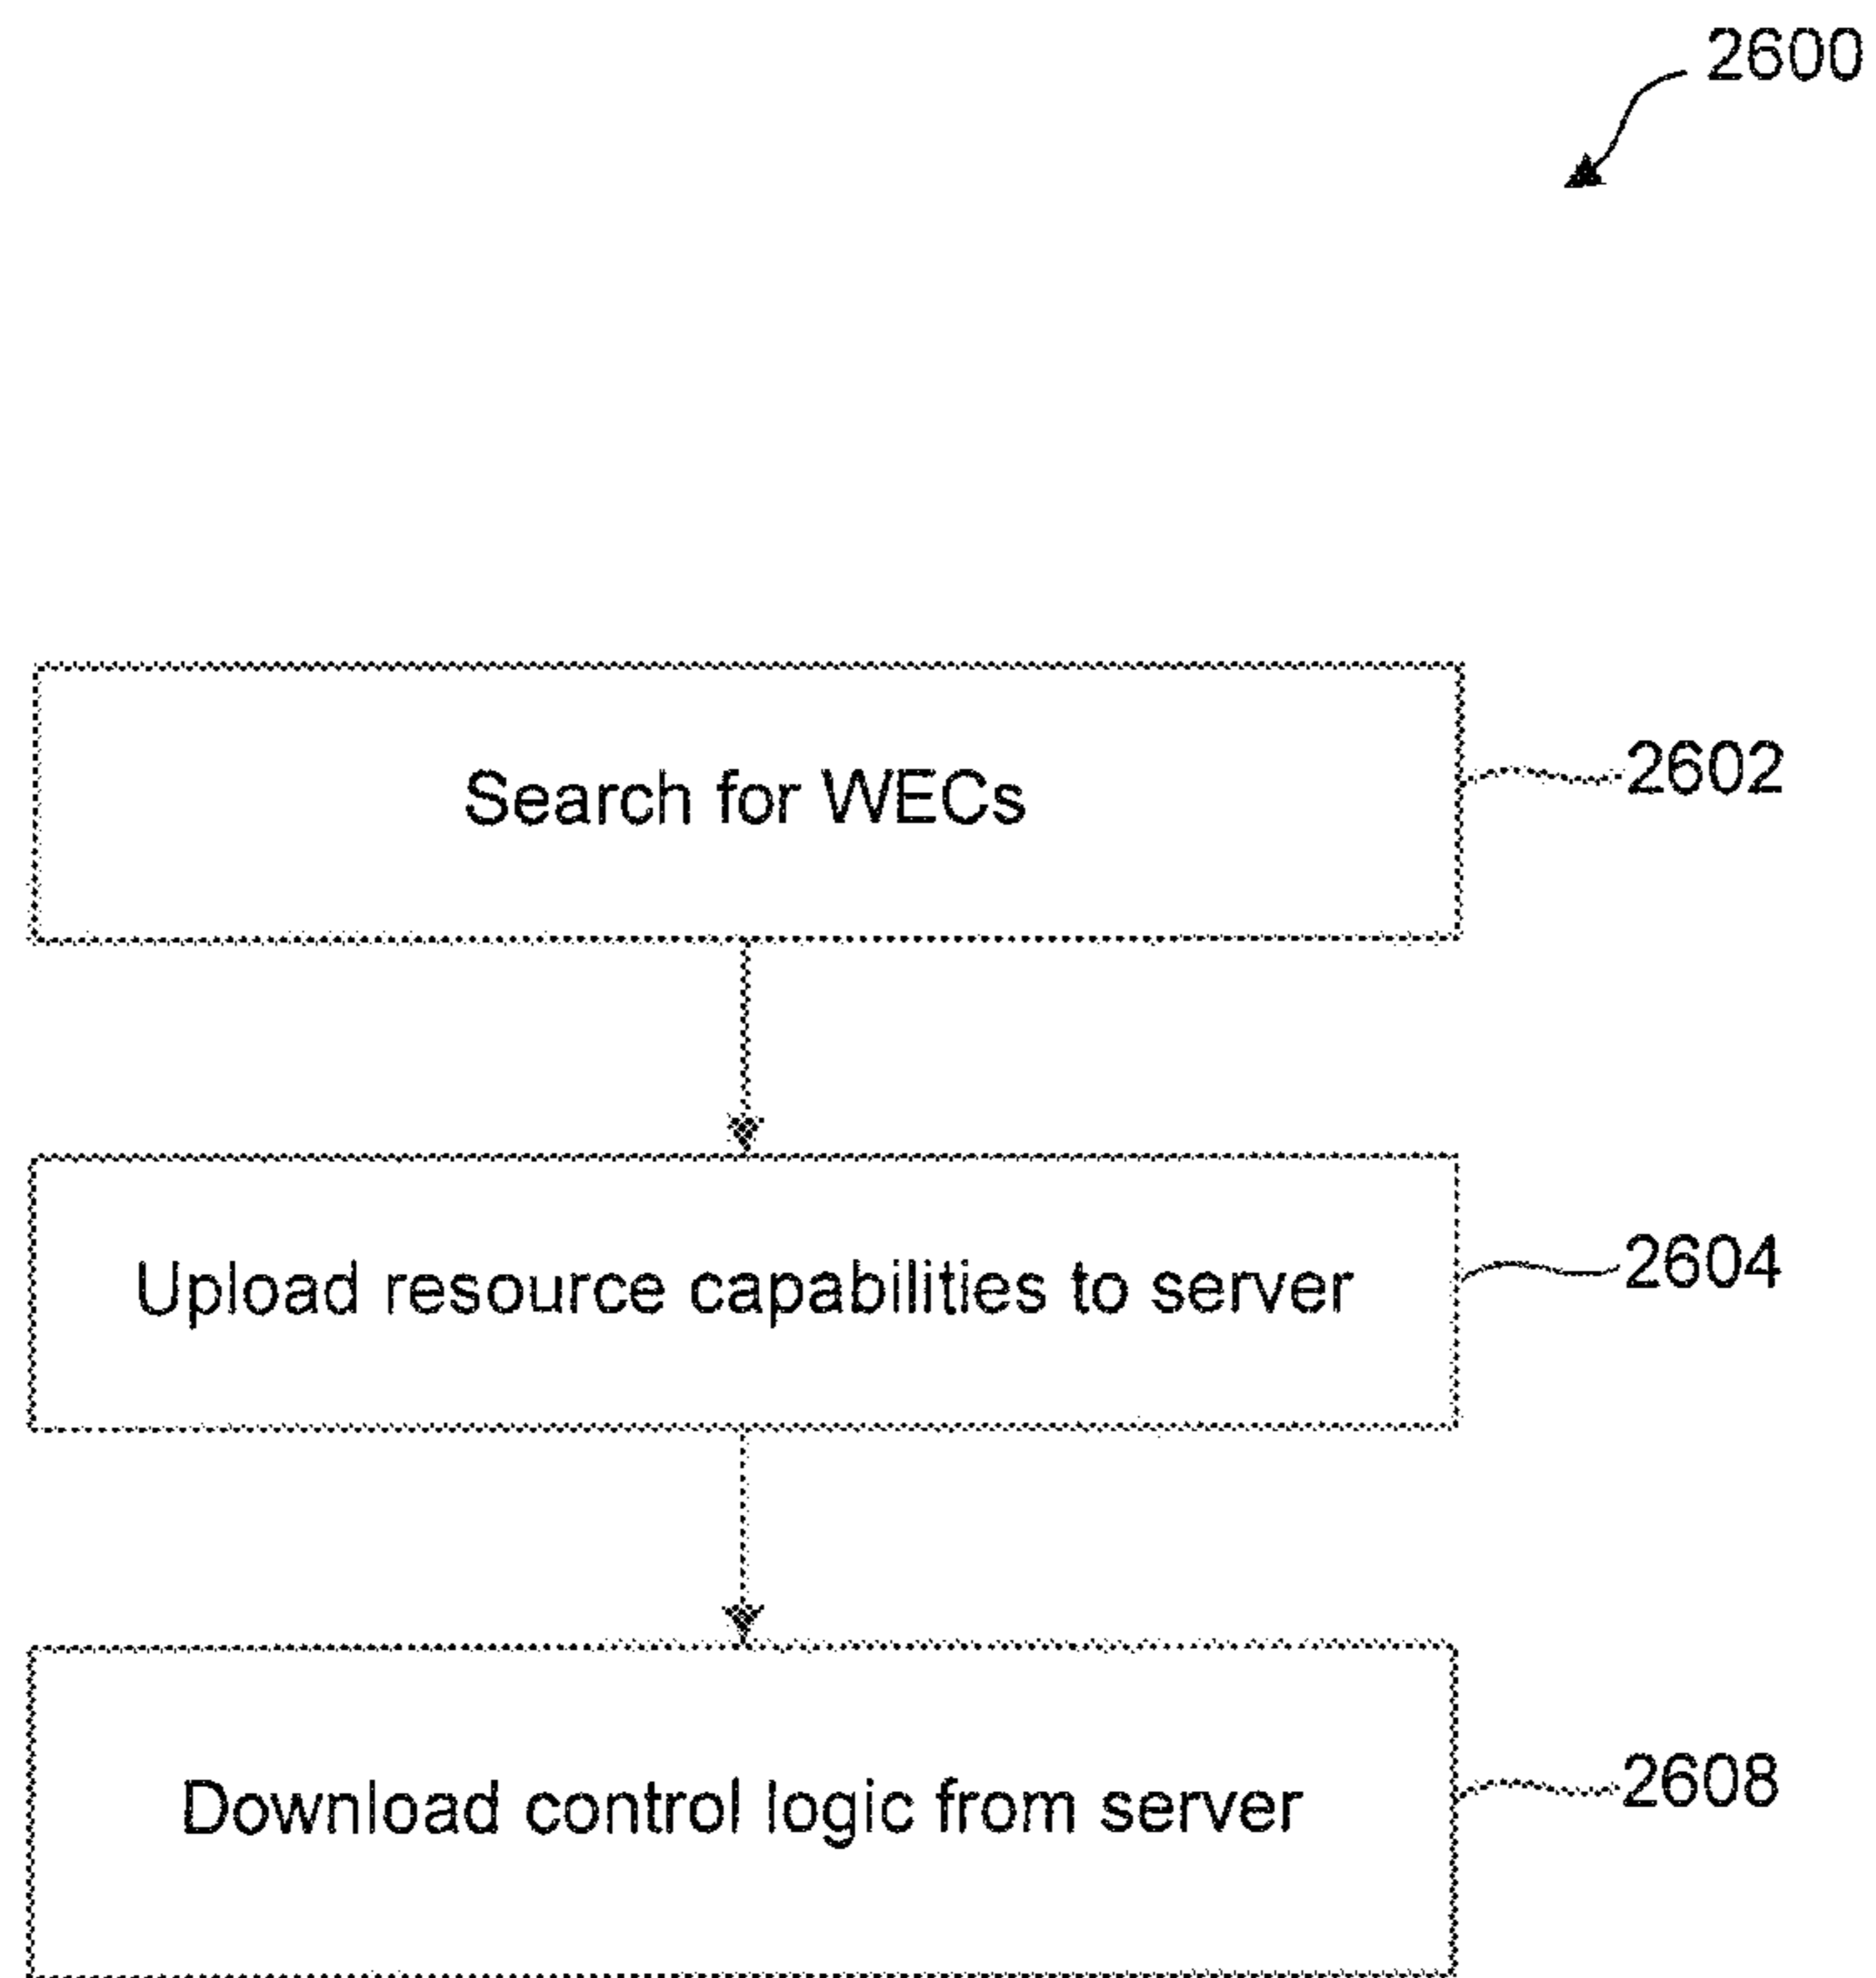 2600
Search for WECs
2602
Upload resource capabilities to server
2604
Download control logic from server
2608